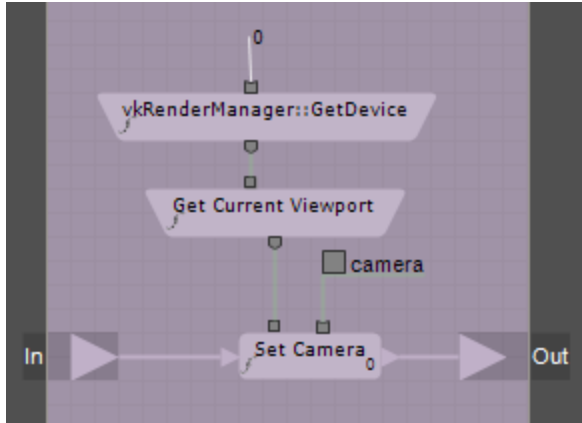 0
vkRenderManager::GetDevice
Get Current Viewport
camera
In
Set Camera
0
Out